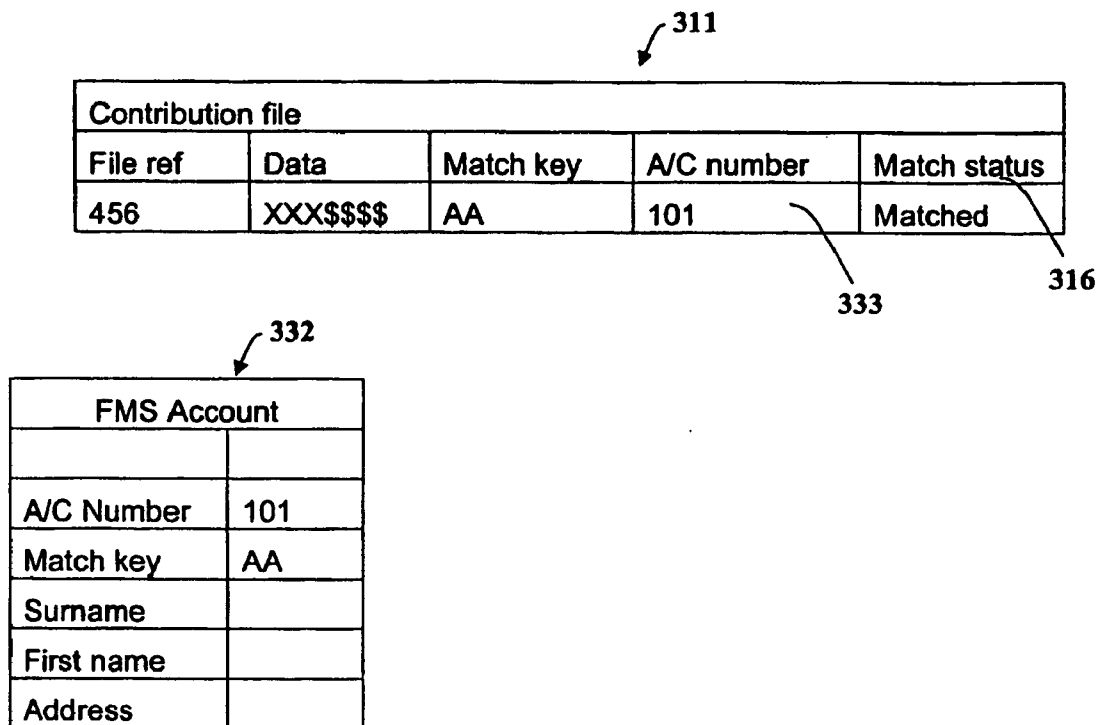 311
Contribution file
File ref Data Match key A/C number Match status
456 XXX$$$$ AA 101 Matched
316
333
332
FMS Account
A/C Number 101
Match key AA
Surname
First name
Address